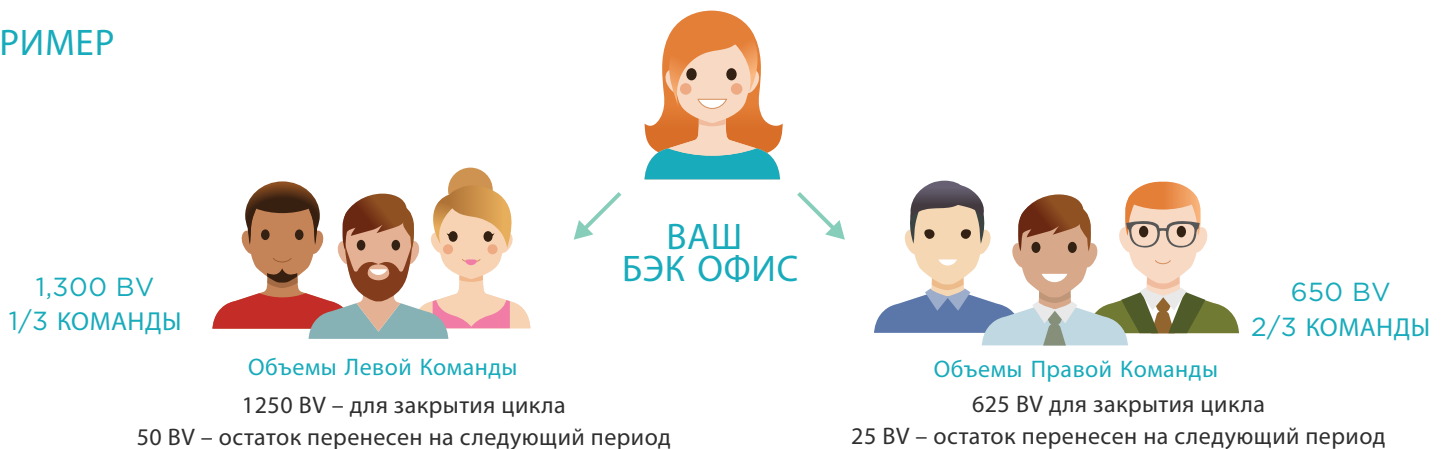 РИМЕР
ВАШ
БЭК ОФИС
1,300 BV
1/3 КОМАНДЫ
650 BV
2/3 КОМАНДЫ
Объемы Левой Команды
1250 BV – для закрытия цикла
50 BV – остаток перенесен на следующий период
Объемы Правой Команды
625 BV для закрытия цикла
25 BV – остаток перенесен на следующий период